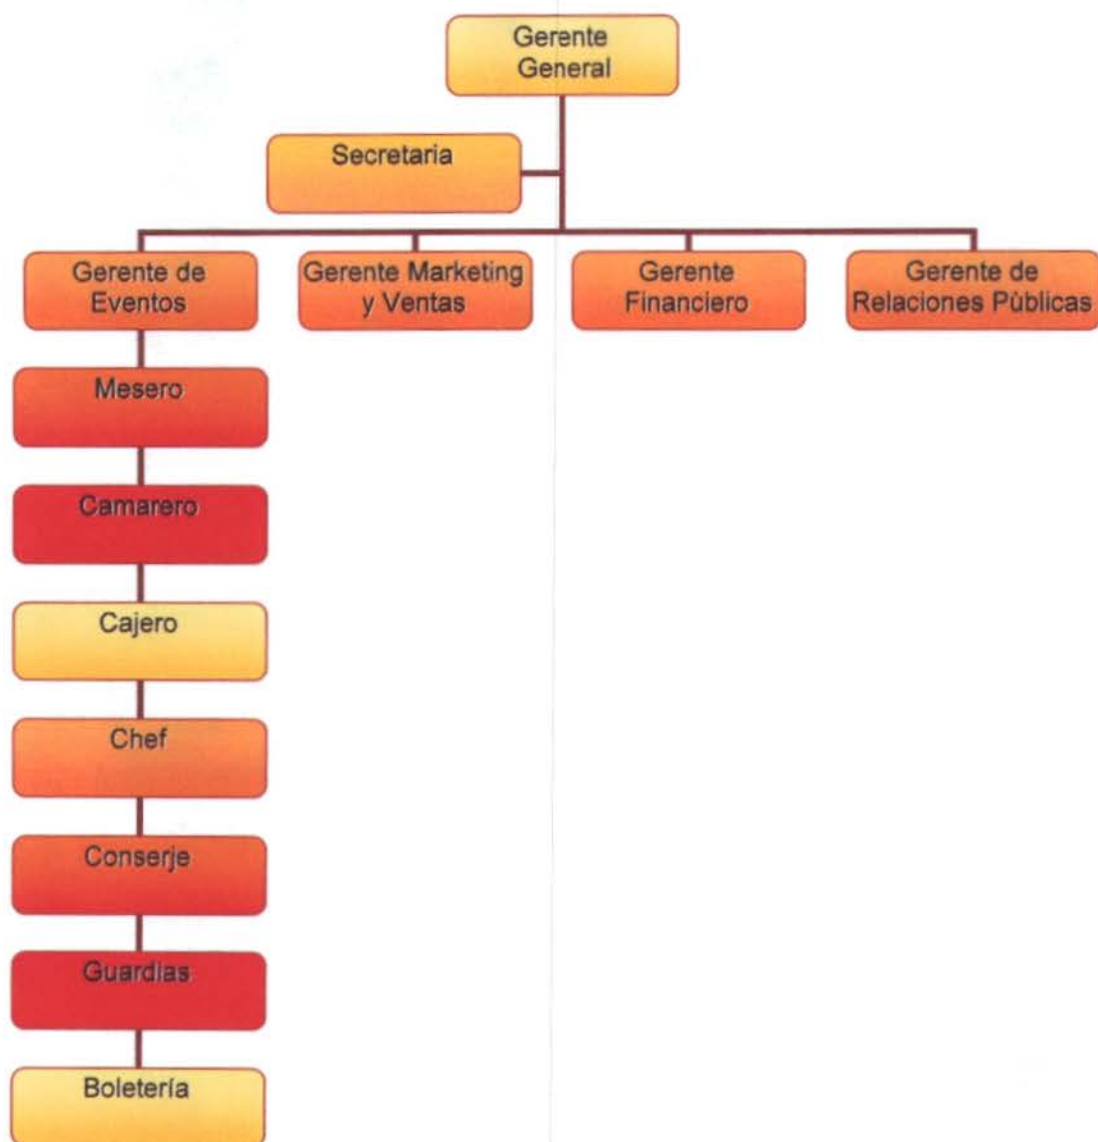 Gerente
General
Secretaria
Gerente de
Eventos
Gerente Marketing
y Ventas
Gerente
Financiero
Gerente de
Relaciones Pùblicas
Mesero
Camarero
Cajero
Chef
Conserje
Guardias
Boletería